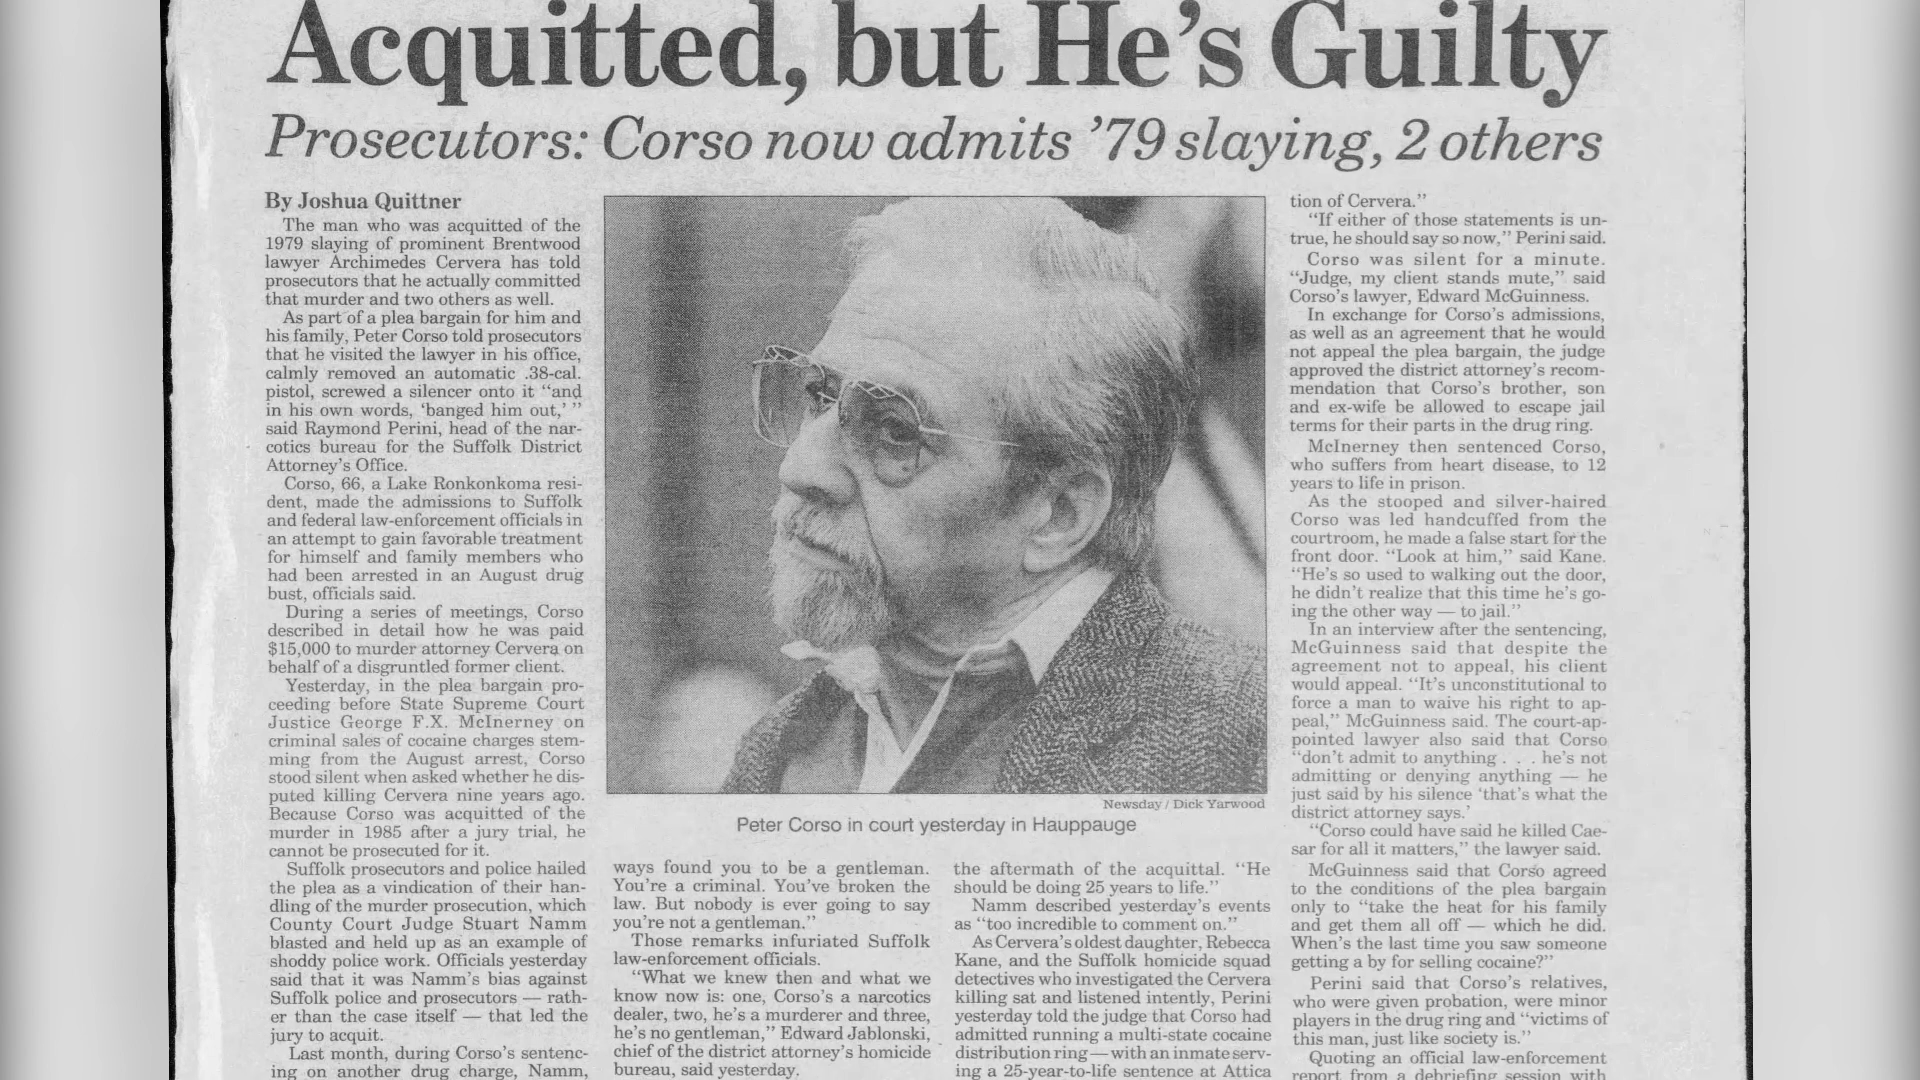 Acquitted, but He's Guilty
Prosecutors: Corso now admits '79 slaying, 2 others
By Joshua Quittner
The man who was acquitted of the
1979 slaying of prominent Brentwood
lawyer Archimedes Cervera has told
prosecutors that he actually committed
that murder and two others as well.
As part of a plea bargain for him and
his family, Peter Corso told prosecutors
that he visited the lawyer in his office,
calmly removed an automatic .38-cal.
pistol, screwed a silencer onto it "and
in his own words, 'banged him out,' "
said Raymond Perini, head of the nar-
cotics bureau for the Suffolk District
Attorney's Office.
Corso, 66, a Lake Ronkonkoma resi-
dent, made the admissions to Suffolk
and federal law-enforcement officials in
an attempt to gain favorable treatment
for himself and family members who
had been arrested in an August drug
bust, officials said.
During a series of meetings, Corso
described in detail how he was paid
$15,000 to murder attorney Cervera on
behalf of a disgruntled former client.
Yesterday, in the plea bargain pro-
ceeding before State Supreme Court
Justice George F.X. McInerney on
criminal sales of cocaine charges stem-
ming from the August arrest, Corso
stood silent when asked whether he dis-
puted killing Cervera nine years ago.
Because Corso was acquitted of the
murder in 1985 after a jury trial, he
cannot be prosecuted for it.
Suffolk prosecutors and police hailed
the plea as a vindication of their han-
dling of the murder prosecution, which
County Court Judge Stuart Namm
blasted and held up as an example of
shoddy police work. Officials yesterday
said that it was Namm's bias against
Suffolk police and prosecutors — rath-
er than the case itself — that led the
jury to acquit.
Last month, during Corso's sentenc-
ing on another drug charge, Namm,
Newsday / Dick Yarwood
Peter Corso in court yesterday in Hauppauge
ways found you to be a gentleman.
You're a criminal. You've broken the
law. But nobody is ever going to say
you're not a gentleman."
Those remarks infuriated Suffolk
law-enforcement officials.
"What we knew then and what we
know now is: one, Corso's a narcotics
dealer, two, he's a murderer and three,
he's no gentleman," Edward Jablonski,
chief of the district attorney's homicide
bureau, said yesterday.
the aftermath of the acquittal. "He
should be doing 25 years to life."
Namm described yesterday's events
as "too incredible to comment on."
As Cervera's oldest daughter, Rebecca
Kane, and the Suffolk homicide squad
detectives who investigated the Cervera
killing sat and listened intently, Perini
yesterday told the judge that Corso had
admitted running a multi-state cocaine
distribution ring — with an inmate serv-
ing a 25-year-to-life sentence at Attica
tion of Cervera."
"If either of those statements is un-
true, he should say so now," Perini said.
Corso was silent for a minute.
"Judge, my client stands mute," said
Corso's lawyer, Edward McGuinness.
In exchange for Corso's admissions,
as well as an agreement that he would
not appeal the plea bargain, the judge
approved the district attorney's recom-
mendation that Corso's brother, son
and ex-wife be allowed to escape jail
terms for their parts in the drug ring.
McInerney then sentenced Corso,
who suffers from heart disease, to 12
years to life in prison.
As the stooped and silver-haired
Corso was led handcuffed from the
courtroom, he made a false start for the
front door. "Look at him," said Kane.
"He's so used to walking out the door,
he didn't realize that this time he's go-
ing the other way — to jail."
In an interview after the sentencing,
McGuinness said that despite the
agreement not to appeal, his client
would appeal. "It's unconstitutional to
force a man to waive his right to ap-
peal," McGuinness said. The court-ap-
pointed lawyer also said that Corso
"don't admit to anything . . . he's not
admitting or denying anything — he
just said by his silence 'that's what the
district attorney says.'
"Corso could have said he killed Cae-
sar for all it matters," the lawyer said.
McGuinness said that Corso agreed
to the conditions of the plea bargain
only to "take the heat for his family
and get them all off — which he did.
When's the last time you saw someone
getting a by for selling cocaine?"
Perini said that Corso's relatives,
who were given probation, were minor
players in the drug ring and "victims of
this man, just like society is."
Quoting an official law-enforcement
report from a debriefing session with